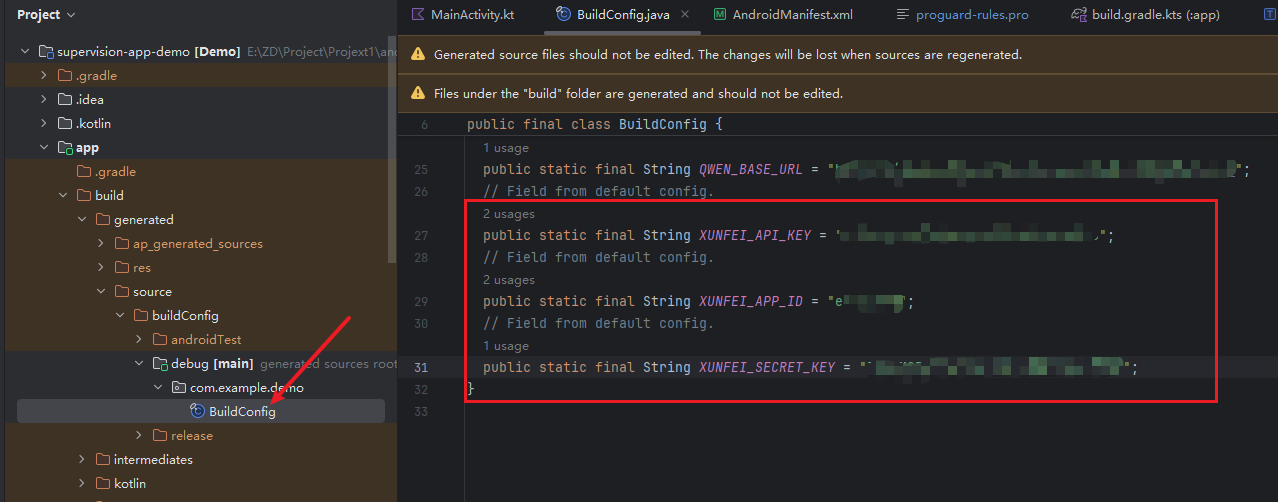 Project
MainActivity.kt
BuildConfig.java
AndroidManifest.xml
proguard-rules.pro
build.gradle.kts (:app)
supervision-app-demo [Demo] E:\ZD\Project\Projext1\an
.gradle
.idea
.kotlin
app
.gradle
build
generated
ap_generated_sources
res
source
buildConfig
androidTest
debug [main] generated sources root
com.example.demo
BuildConfig
release
intermediates
kotlin
Generated source files should not be edited. The changes will be lost when sources are regenerated.
Files under the "build" folder are generated and should not be edited.
6 public final class BuildConfig {
1 usage
25 public static final String QWEN_BASE_URL = "";
26 // Field from default config.
2 usages
27 public static final String XUNFEI_API_KEY = "";
28 // Field from default config.
2 usages
29 public static final String XUNFEI_APP_ID = "e";
30 // Field from default config.
1 usage
31 public static final String XUNFEI_SECRET_KEY = "";
32 }
33